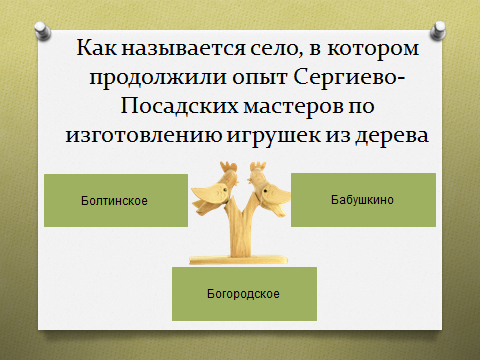 Как называется село, в котором
продолжили опыт Сергиево-
Посадских мастеров по
изготовлению игрушек из дерева
Болтинское
Бабушкино
Богородское